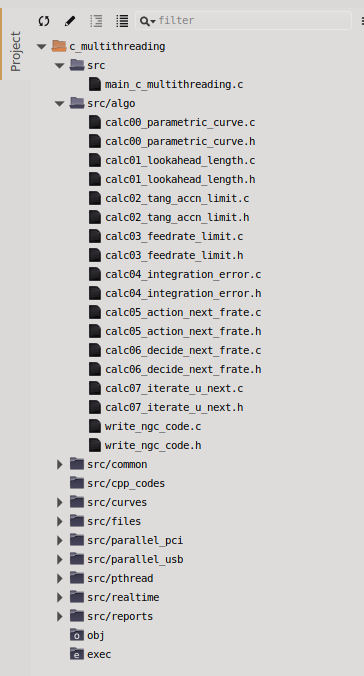 filter
Project
c_multithreading
src
main_c_multithreading.c
src/algo
calc00_parametric_curve.c
calc00_parametric_curve.h
calc01_lookahead_length.c
calc01_lookahead_length.h
calc02_tang_accn_limit.c
calc02_tang_accn_limit.h
calc03_feedrate_limit.c
calc03_feedrate_limit.h
calc04_integration_error.c
calc04_integration_error.h
calc05_action_next_frate.c
calc05_action_next_frate.h
calc06_decide_next_frate.c
calc06_decide_next_frate.h
calc07_iterate_u_next.c
calc07_iterate_u_next.h
write_ngc_code.c
write_ngc_code.h
src/common
src/cpp_codes
src/curves
src/files
src/parallel_pci
src/parallel_usb
src/pthread
src/realtime
src/reports
o obj
e exec